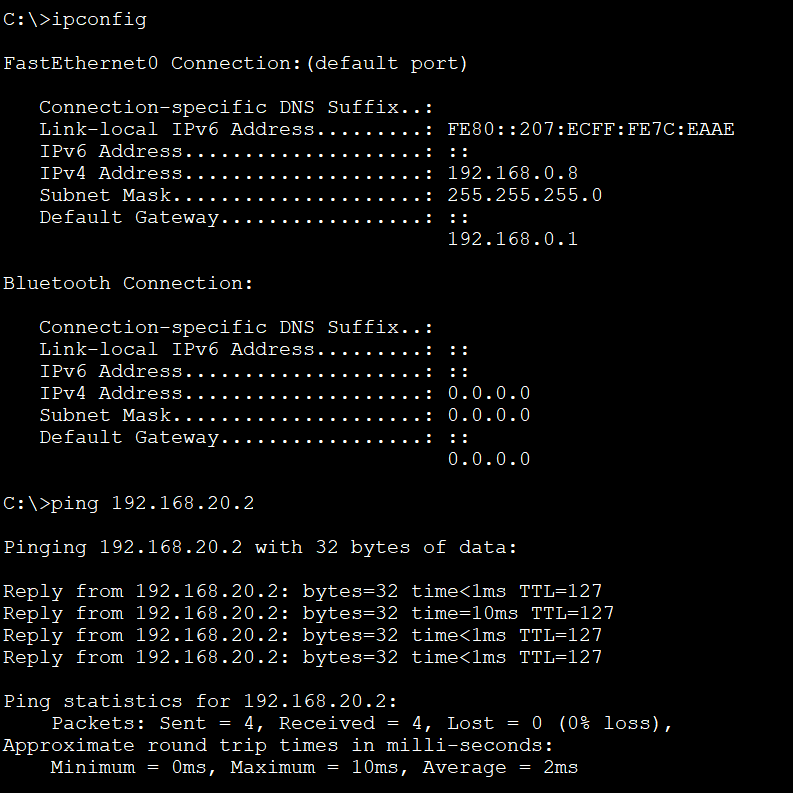 C:\>ipconfig
FastEthernet0 Connection:(default port)
Connection-specific DNS Suffix..:
Link-local IPv6 Address.........: FE80::207:ECFF:FE7C:EAAE
IPv6 Address....................: ::
IPv4 Address....................: 192.168.0.8
Subnet Mask.....................: 255.255.255.0
Default Gateway.................: ::
192.168.0.1
Bluetooth Connection:
Connection-specific DNS Suffix..:
Link-local IPv6 Address.........: ::
IPv6 Address....................: ::
IPv4 Address....................: 0.0.0.0
Subnet Mask.....................: 0.0.0.0
Default Gateway.................: ::
0.0.0.0
C:\>ping 192.168.20.2
Pinging 192.168.20.2 with 32 bytes of data:
Reply from 192.168.20.2: bytes=32 time<1ms TTL=127
Reply from 192.168.20.2: bytes=32 time=10ms TTL=127
Reply from 192.168.20.2: bytes=32 time<1ms TTL=127
Reply from 192.168.20.2: bytes=32 time<1ms TTL=127
Ping statistics for 192.168.20.2:
Packets: Sent = 4, Received = 4, Lost = 0 (0% loss),
Approximate round trip times in milli-seconds:
Minimum = 0ms, Maximum = 10ms, Average = 2ms